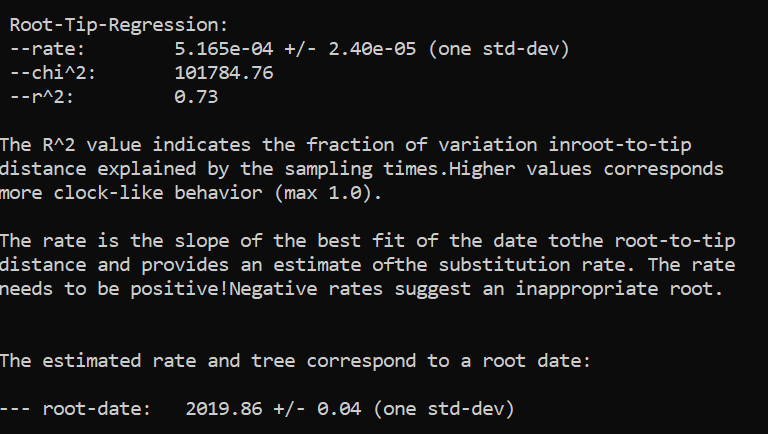 Root-Tip-Regression:
--rate: 5.165e-04 +/- 2.40e-05 (one std-dev)
--chi^2: 101784.76
--r^2: 0.73
The R^2 value indicates the fraction of variation inroot-to-tip
distance explained by the sampling times.Higher values corresponds
more clock-like behavior (max 1.0).
The rate is the slope of the best fit of the date tothe root-to-tip
distance and provides an estimate ofthe substitution rate. The rate
needs to be positive!Negative rates suggest an inappropriate root.
The estimated rate and tree correspond to a root date:
--- root-date: 2019.86 +/- 0.04 (one std-dev)